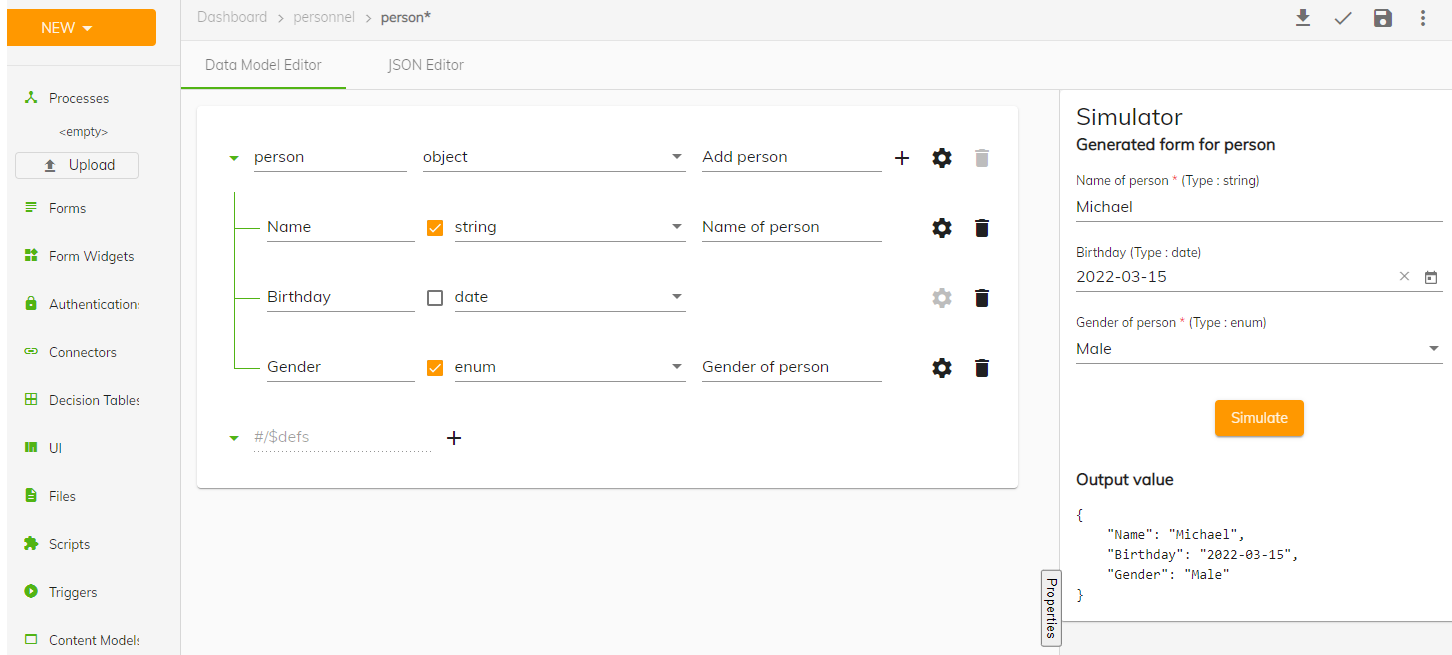 NEW
Dashboard > personnel > person*
Data Model Editor JSON Editor
Processes
<empty>
Upload
Forms
Form Widgets
Authentication
Connectors
Decision Tables
UI
Files
Scripts
Triggers
Content Models
person object Add person
Name string Name of person
Birthday date
Gender enum Gender of person
#/$defs
Properties
Simulator
Generated form for person
Name of person * (Type : string)
Michael
Birthday (Type : date)
2022-03-15
Gender of person * (Type : enum)
Male
Simulate
Output value
{
"Name": "Michael",
"Birthday": "2022-03-15",
"Gender": "Male"
}